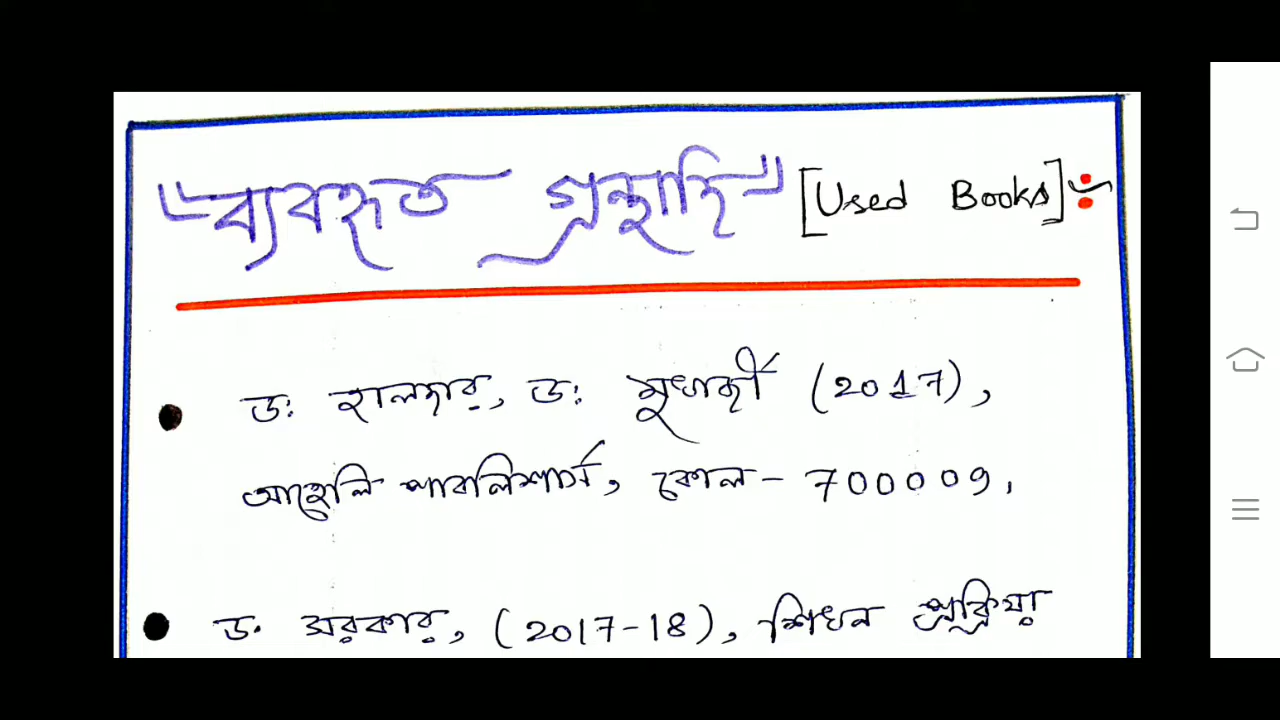 "ব্যবহৃত গ্রন্থাদি" [Used Books] ÷
• ডঃ হালদার, ডঃ মুখার্জী (2017),
আহেলি পাবলিশার্স, কোল - 700009,
• ড. সরকার, (2017-18), শিখন প্রক্রিয়া